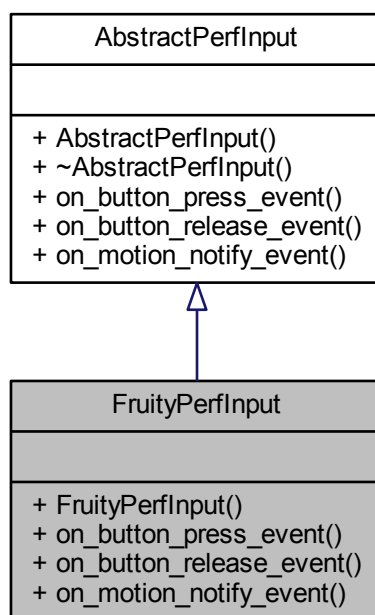 AbstractPerfInput
+ AbstractPerfInput()
+ ~AbstractPerfInput()
+ on_button_press_event()
+ on_button_release_event()
+ on_motion_notify_event()
FruityPerfInput
+ FruityPerfInput()
+ on_button_press_event()
+ on_button_release_event()
+ on_motion_notify_event()